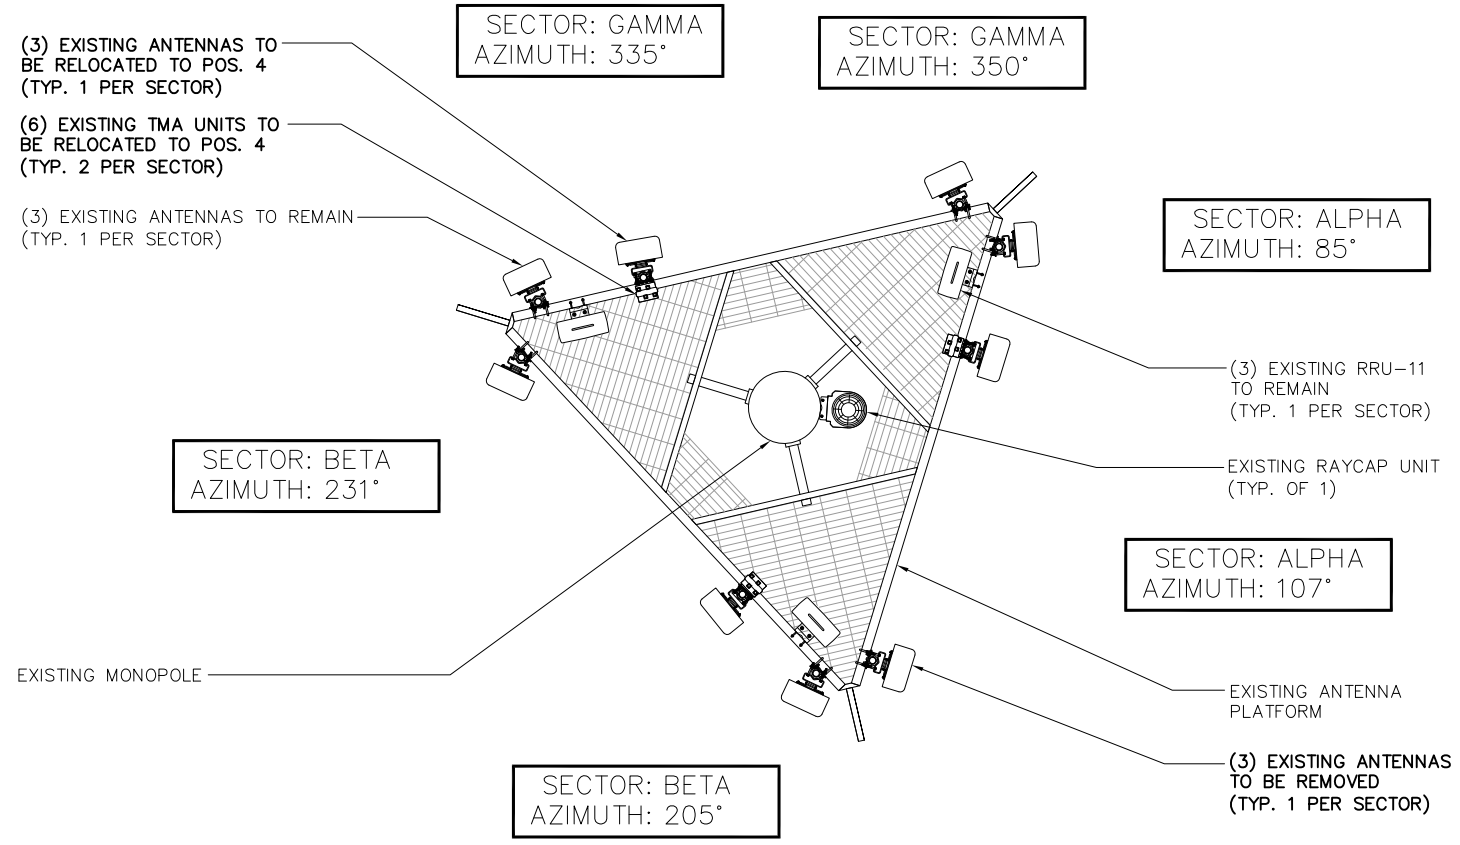 SECTOR: GAMMA
AZIMUTH: 335°
SECTOR: GAMMA
AZIMUTH: 350°
(3) EXISTING ANTENNAS TO
BE RELOCATED TO POS. 4
(TYP. 1 PER SECTOR)
(6) EXISTING TMA UNITS TO
BE RELOCATED TO POS. 4
(TYP. 2 PER SECTOR)
(3) EXISTING ANTENNAS TO REMAIN
(TYP. 1 PER SECTOR)
SECTOR: ALPHA
AZIMUTH: 85°
(3) EXISTING RRU-11
TO REMAIN
(TYP. 1 PER SECTOR)
SECTOR: BETA
AZIMUTH: 231°
EXISTING RAYCAP UNIT
(TYP. OF 1)
SECTOR: ALPHA
AZIMUTH: 107°
EXISTING MONOPOLE
EXISTING ANTENNA
PLATFORM
(3) EXISTING ANTENNAS
TO BE REMOVED
(TYP. 1 PER SECTOR)
SECTOR: BETA
AZIMUTH: 205°